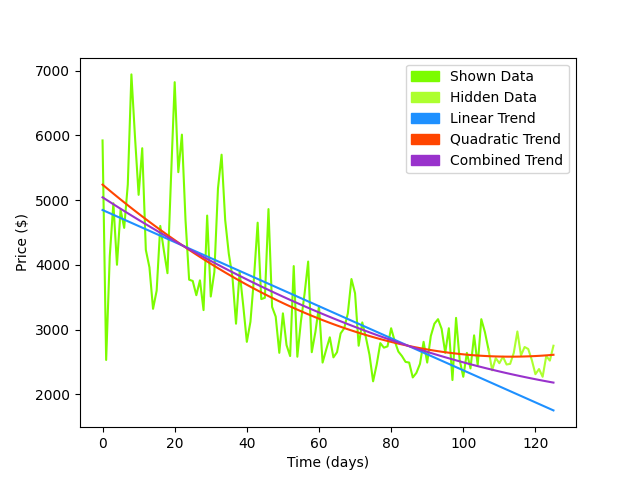 7000
6000
5000
4000
3000
2000
Price ($)
0 20 40 60 80 100 120
Time (days)
Shown Data
Hidden Data
Linear Trend
Quadratic Trend
Combined Trend